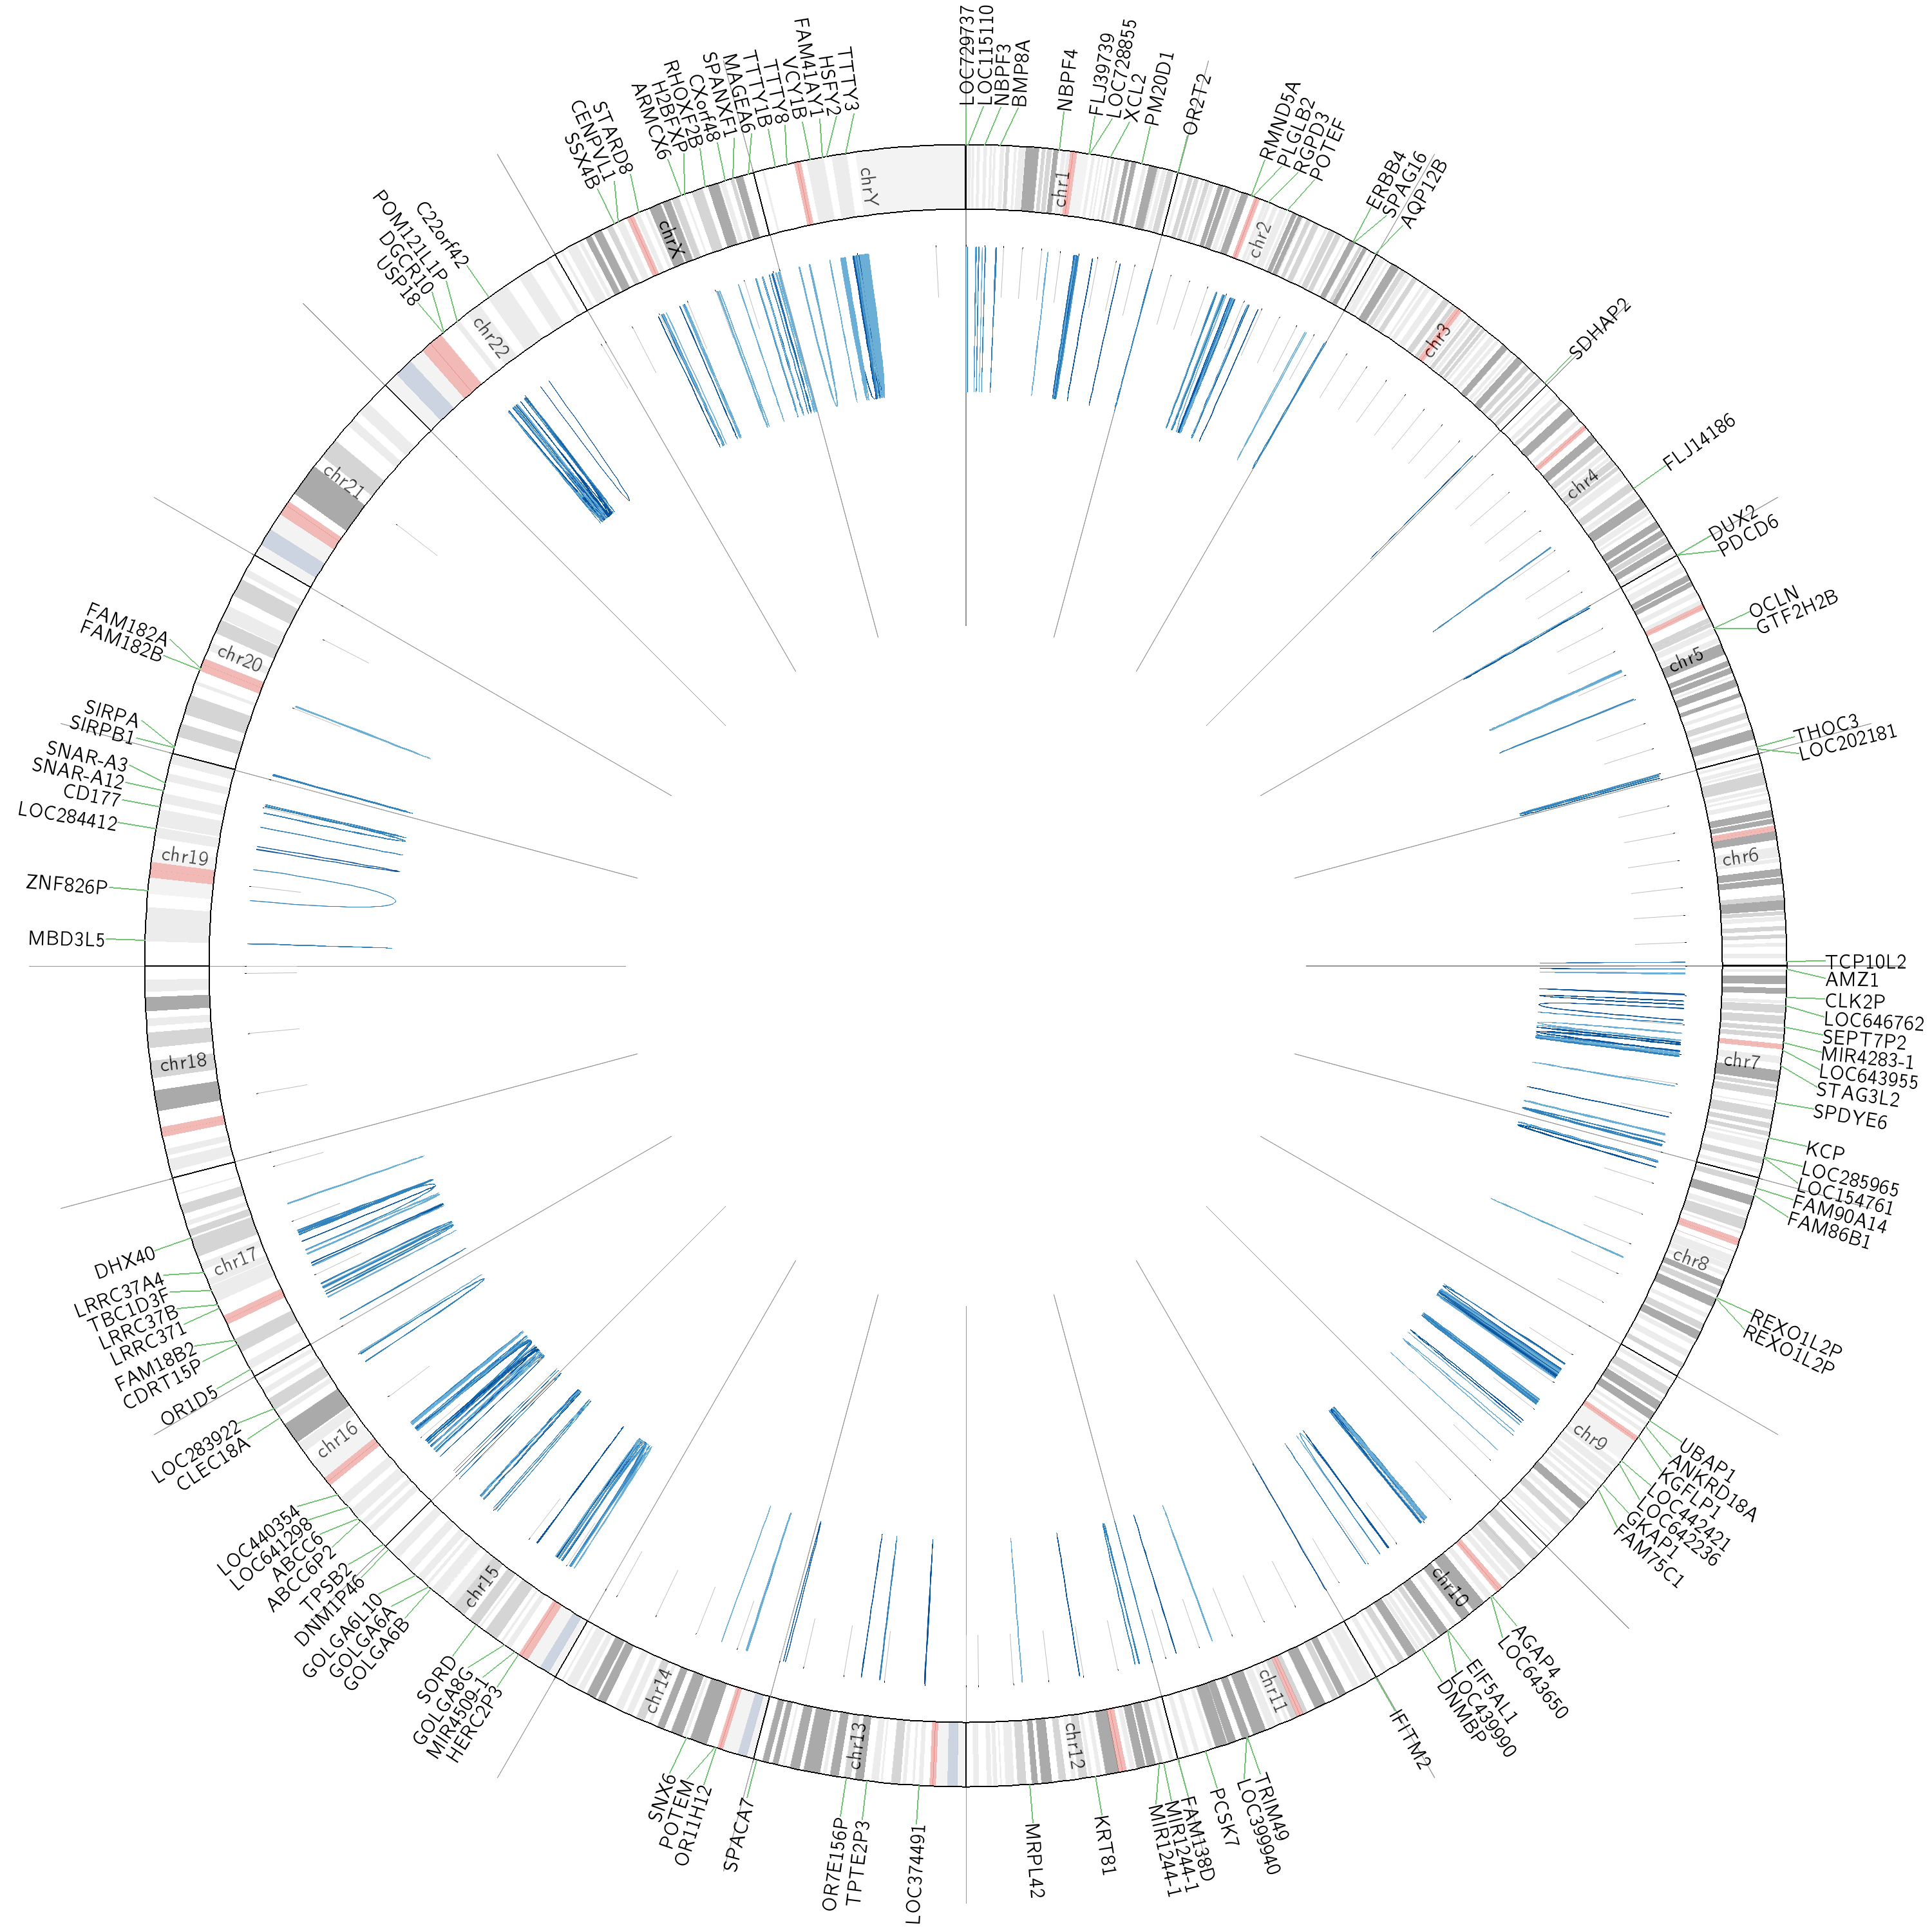 LOC729737
LOC115110
NBPF3
BMP8A
NBPF4
FLJ39739
LOC728855
XCL2
PM20D1
OR2T2
RMND5A
PLGLB2
RGPD3
POTEF
ERBB4
SPAG16
AQP12B
SDHAP2
FLJ14186
DUX2
PDCD6
OCLN
GTF2H2B
THOC3
LOC202181
TCP10L2
AMZ1
CLK2P
LOC646762
SEPT7P2
MIR4283-1
LOC643955
STAG3L2
SPDYE6
KCP
LOC285965
LOC154761
FAM90A14
FAM86B1
REXO1L2P
REXO1L2P
UBAP1
ANKRD18A
KGFLP1
LOC442421
LOC642236
GKAP1
FAM75C1
AGAP4
LOC643650
EIF5AL1
LOC439990
DNMBP
IFITM2
TRIM49
LOC399940
PCSK7
FAM138D
MIR1244-1
MIR1244-1
KRT81
MRPL42
LOC374491
TPTE2P3
OR7E156P
SPACA7
OR11H12
POTEM
SNX6
HERC2P3
MIR4509-1
GOLGA8G
SORD
GOLGA6B
GOLGA6A
GOLGA6L10
DNM1P46
TPSB2
ABCC6P2
ABCC6
LOC641298
LOC440354
CLEC18A
LOC283922
OR1D5
CDRT15P
FAM18B2
LRRC371
LRRC37B
TBC1D3F
LRRC37A4
DHX40
MBD3L5
ZNF826P
LOC284412
CD177
SNAR-A12
SNAR-A3
SIRPB1
SIRPA
FAM182B
FAM182A
USP18
DGCR10
POM121L1P
C22orf42
SSX4B
CENPVL1
STARD8
ARMCX6
H2BFXP
RHOXF2B
CXorf48
SPANXF1
MAGEA6
TTTY1B
TTTY8
VCY1B
FAM41AY1
HSFY2
TTTY3
chr1
chr2
chr3
chr4
chr5
chr6
chr7
chr8
chr9
chr10
chr11
chr12
chr13
chr14
chr15
chr16
chr17
chr18
chr19
chr20
chr21
chr22
chrX
chrY